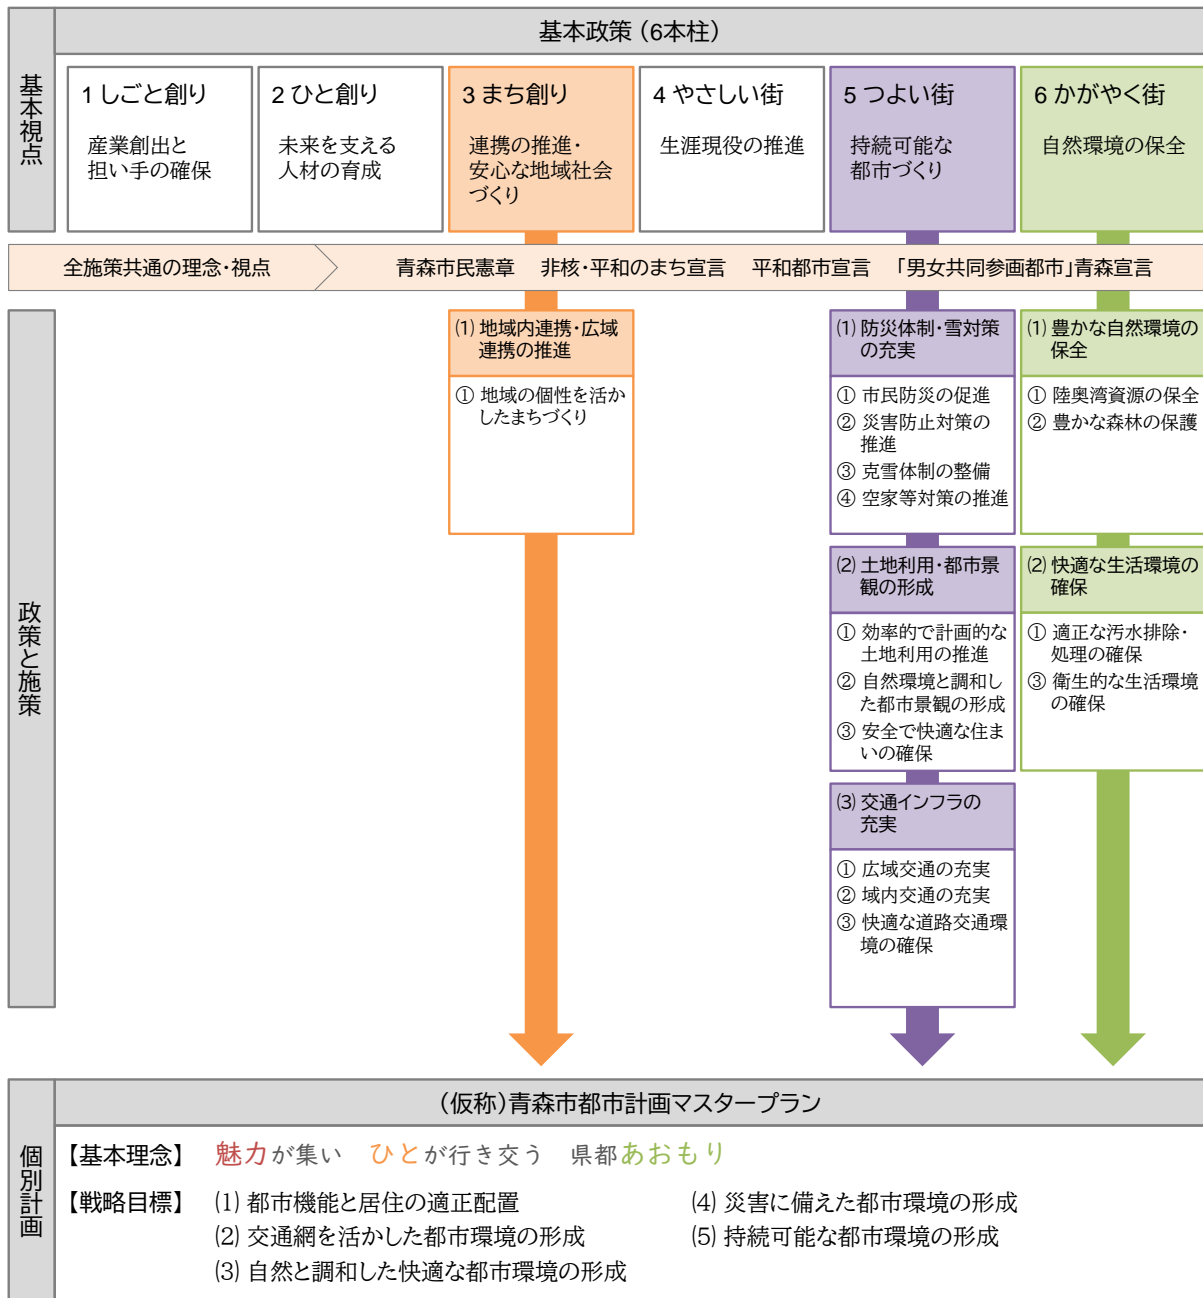 基本政策（6本柱）
基本視点
1 しごと創り
産業創出と
担い手の確保
2 ひと創り
未来を支える
人材の育成
3 まち創り
連携の推進・
安心な地域社会
づくり
4 やさしい街
生涯現役の推進
5 つよい街
持続可能な
都市づくり
6 かがやく街
自然環境の保全
全施策共通の理念・視点
青森市民憲章　非核・平和のまち宣言　平和都市宣言　「男女共同参画都市」青森宣言
政策と施策
⑴ 地域内連携・広域
連携の推進
① 地域の個性を活か
したまちづくり
⑴ 防災体制・雪対策
の充実
① 市民防災の促進
② 災害防止対策の
推進
③ 克雪体制の整備
④ 空家等対策の推進
⑵ 土地利用・都市景
観の形成
① 効率的で計画的な
土地利用の推進
② 自然環境と調和し
た都市景観の形成
③ 安全で快適な住ま
いの確保
⑶ 交通インフラの
充実
① 広域交通の充実
② 域内交通の充実
③ 快適な道路交通環
境の確保
⑴ 豊かな自然環境の
保全
① 陸奥湾資源の保全
② 豊かな森林の保護
⑵ 快適な生活環境の
確保
① 適正な汚水排除・
処理の確保
③ 衛生的な生活環境
の確保
個別計画
（仮称）青森市都市計画マスタープラン
【基本理念】　魅力が集い　ひとが行き交う　県都あおもり
【戦略目標】　⑴ 都市機能と居住の適正配置
⑵ 交通網を活かした都市環境の形成
⑶ 自然と調和した快適な都市環境の形成
⑷ 災害に備えた都市環境の形成
⑸ 持続可能な都市環境の形成